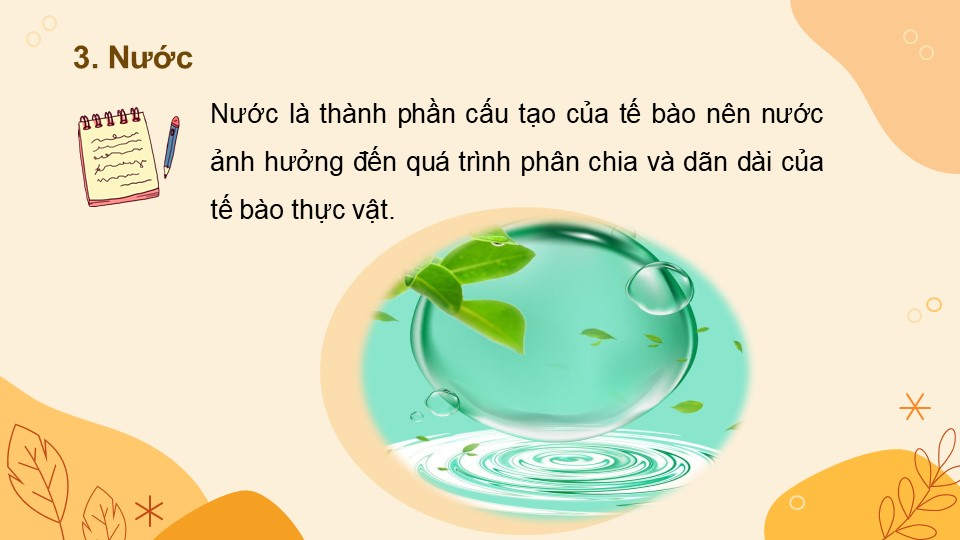 3. Nước
Nước là thành phần cấu tạo của tế bào nên nước
ảnh hưởng đến quá trình phân chia và dãn dài của
tế bào thực vật.